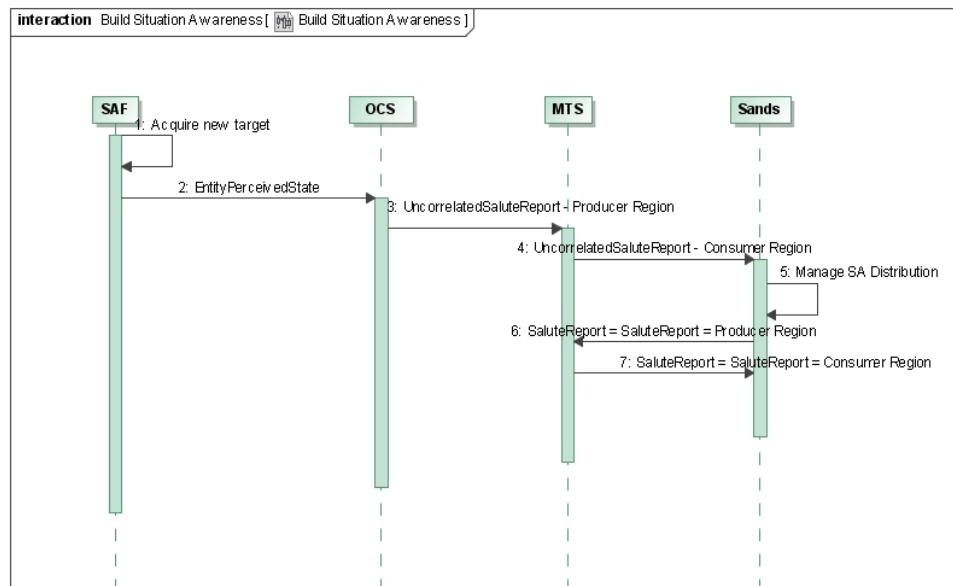 interaction Build Situation Awareness [ Build Situation Awareness ]
SAF OCS MTS Sands
1: Acquire new target
2: EntityPerceivedState
3: UncorrelatedSaluteReport - Producer Region
4: UncorrelatedSaluteReport - Consumer Region
5: Manage SA Distribution
6: SaluteReport = SaluteReport = Producer Region
7: SaluteReport = SaluteReport = Consumer Region